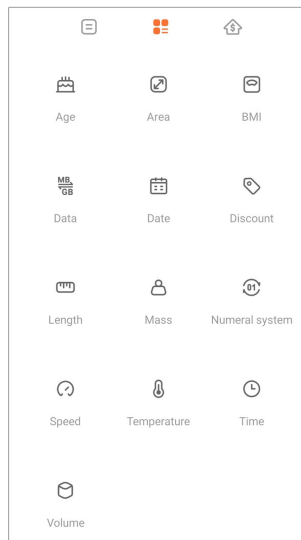 Age
Area
BMI
MB
GB
Data
Date
Discount
Length
Mass
01
Numeral system
Speed
Temperature
Time
Volume